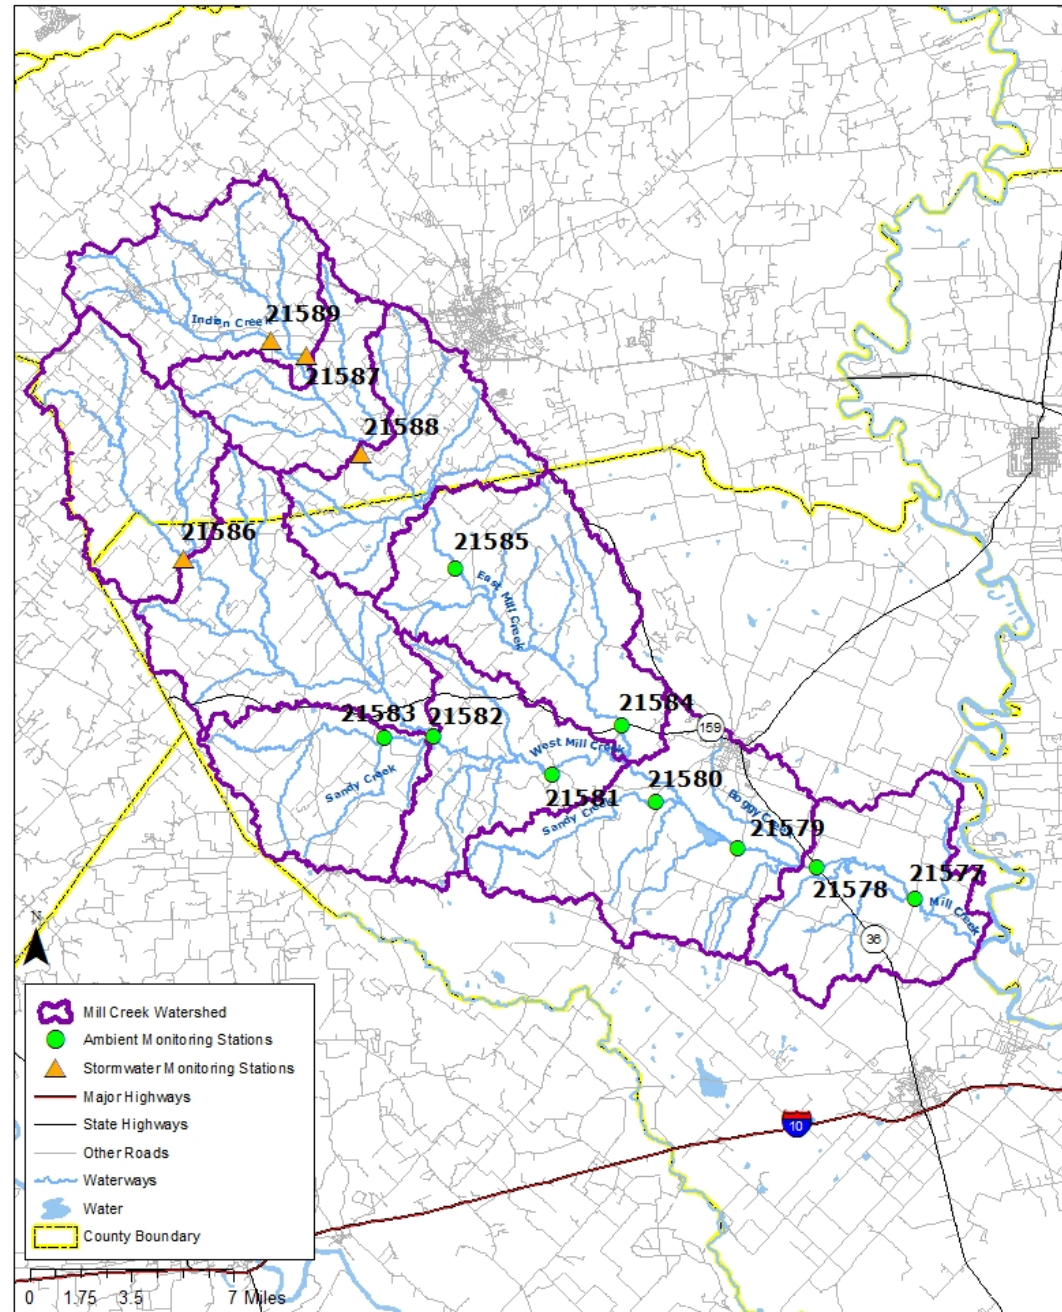 21589
Indian Creek
21587
21588
21586
21585
East Mill Creek
21583
21582
21584
159
West Mill Creek
Sandy Creek
21580
21581
Sandy Creek
Boggy Creek
21579
21578
21577
Mill Creek
36
N
Mill Creek Watershed
Ambient Monitoring Stations
Stormwater Monitoring Stations
Major Highways
State Highways
Other Roads
Waterways
Water
County Boundary
10
0 1.75 3.5 7 Miles